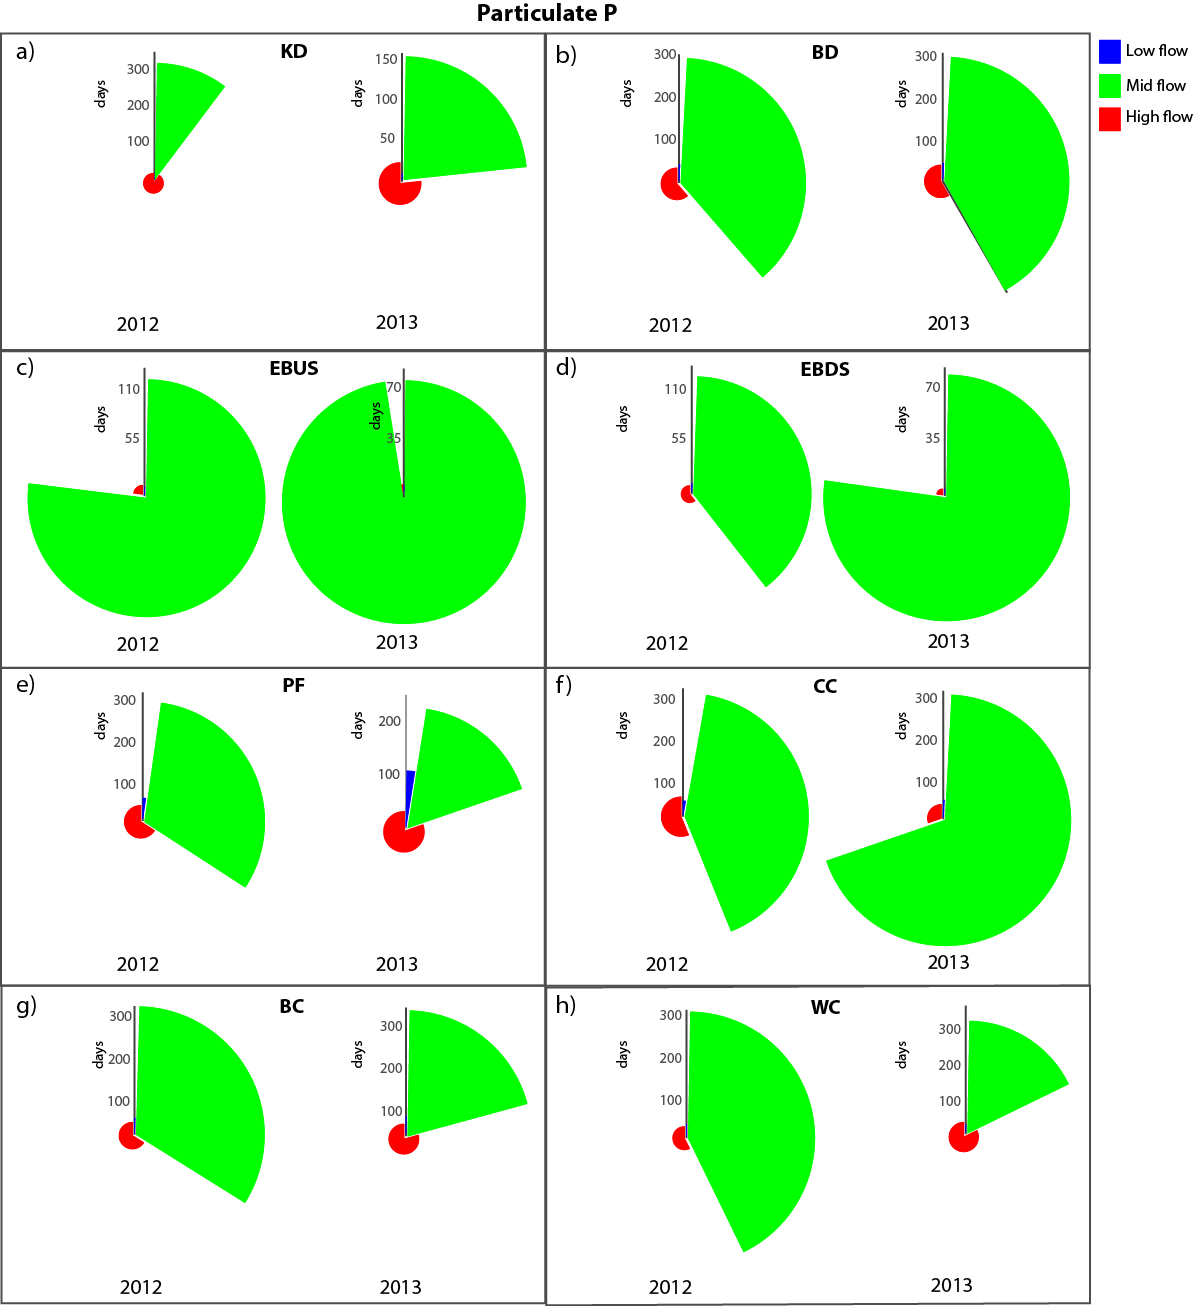 Particulate P
Low flow
Mid flow
High flow
a)
KD
300
200
100
days
2012
150
100
50
days
2013
b)
BD
300
200
100
days
2012
300
200
100
days
2013
c)
EBUS
110
55
days
2012
70
35
days
2013
d)
EBDS
110
55
days
2012
70
35
days
2013
e)
PF
300
200
100
days
2012
200
100
days
2013
f)
CC
300
200
100
days
2012
300
200
100
days
2013
g)
BC
300
200
100
days
2012
300
200
100
days
2013
h)
WC
300
200
100
days
2012
300
200
100
days
2013